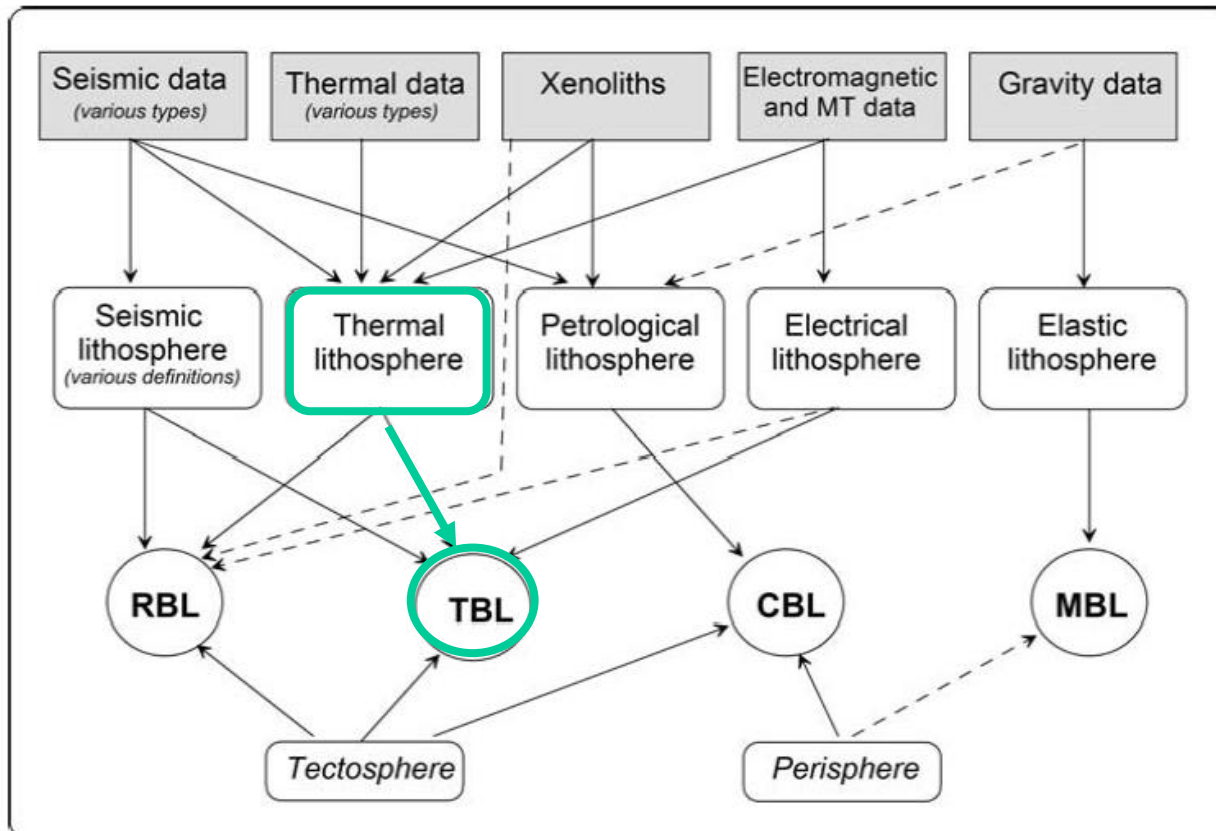 Seismic data
(various types)
Thermal data
(various types)
Xenoliths
Electromagnetic
and MT data
Gravity data
Seismic
lithosphere
(various definitions)
Thermal
lithosphere
Petrological
lithosphere
Electrical
lithosphere
Elastic
lithosphere
RBL
TBL
CBL
MBL
Tectosphere
Perisphere